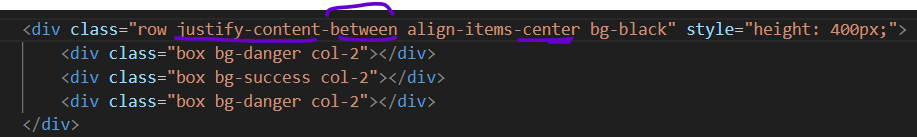 <div class="row justify-content-between align-items-center bg-black" style="height: 400px;">
<div class="box bg-danger col-2"></div>
<div class="box bg-success col-2"></div>
<div class="box bg-danger col-2"></div>
</div>